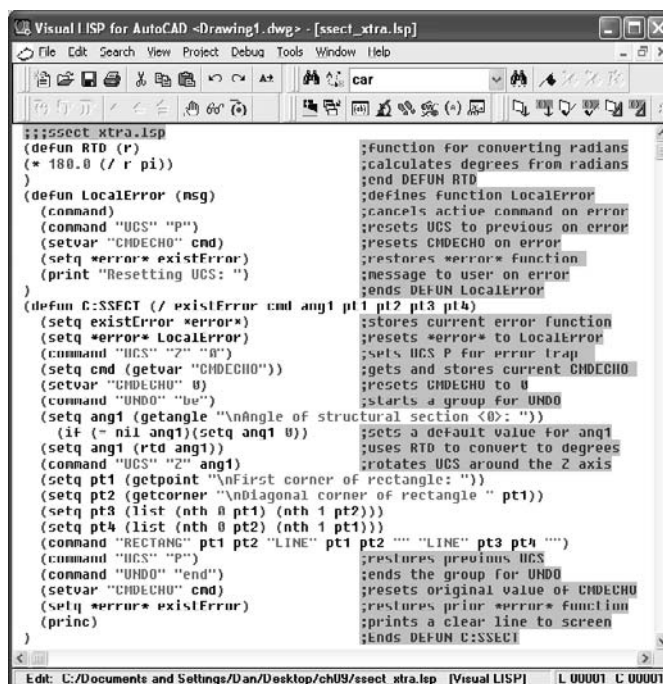 Visual LISP for AutoCAD <Drawing1.dwg> - [ssect_xtra.lsp]
File Edit Search View Project Debug Tools Window Help
car
;;;ssect xtra.lsp
(defun RTD (r) ;function for converting radians
(* 180.0 (/ r pi)) ;calculates degrees from radians
) ;end DEFUN RTD
(defun LocalError (msg) ;defines function LocalError
(command) ;cancels active command on error
(command "UCS" "P") ;resets UCS to previous on error
(setvar "CMDECHO" cmd) ;resets CMDECHO on error
(setq *error* existError) ;restores *error* function
(print "Resetting UCS: ") ;message to user on error
) ;ends DEFUN LocalError
(defun C:SSECT (/ existError cmd ang1 pt1 pt2 pt3 pt4)
(setq existError *error*) ;stores current error function
(setq *error* LocalError) ;resets *error* to LocalError
(command "UCS" "Z" "0") ;sets UCS P for error trap
(setq cmd (getvar "CMDECHO")) ;gets and stores current CMDECHO
(setvar "CMDECHO" 0) ;resets CMDECHO to 0
(command "UNDO" "be") ;starts a group for UNDO
(setq ang1 (getangle "\nAngle of structural section <0>: "))
(if (= nil ang1)(setq ang1 0)) ;sets a default value for ang1
(setq ang1 (rtd ang1)) ;uses RTD to convert to degrees
(command "UCS" "Z" ang1) ;rotates UCS around the Z axis
(setq pt1 (getpoint "\nFirst corner of rectangle: "))
(setq pt2 (getcorner "\nDiagonal corner of rectangle " pt1))
(setq pt3 (list (nth 0 pt1) (nth 1 pt2)))
(setq pt4 (list (nth 0 pt2) (nth 1 pt1)))
(command "RECTANG" pt1 pt2 "LINE" pt1 pt2 "" "LINE" pt3 pt4 "")
(command "UCS" "P") ;restores previous UCS
(command "UNDO" "end") ;ends the group for UNDO
(setvar "CMDECHO" cmd) ;resets original value of CMDECHO
(setq *error* existError) ;restores prior *error* function
(princ) ;prints a clear line to screen
) ;Ends DEFUN C:SSECT
Edit: C:/Documents and Settings/Dan/Desktop/ch09/ssect_xtra.lsp [Visual LISP] L 00001 C 00001